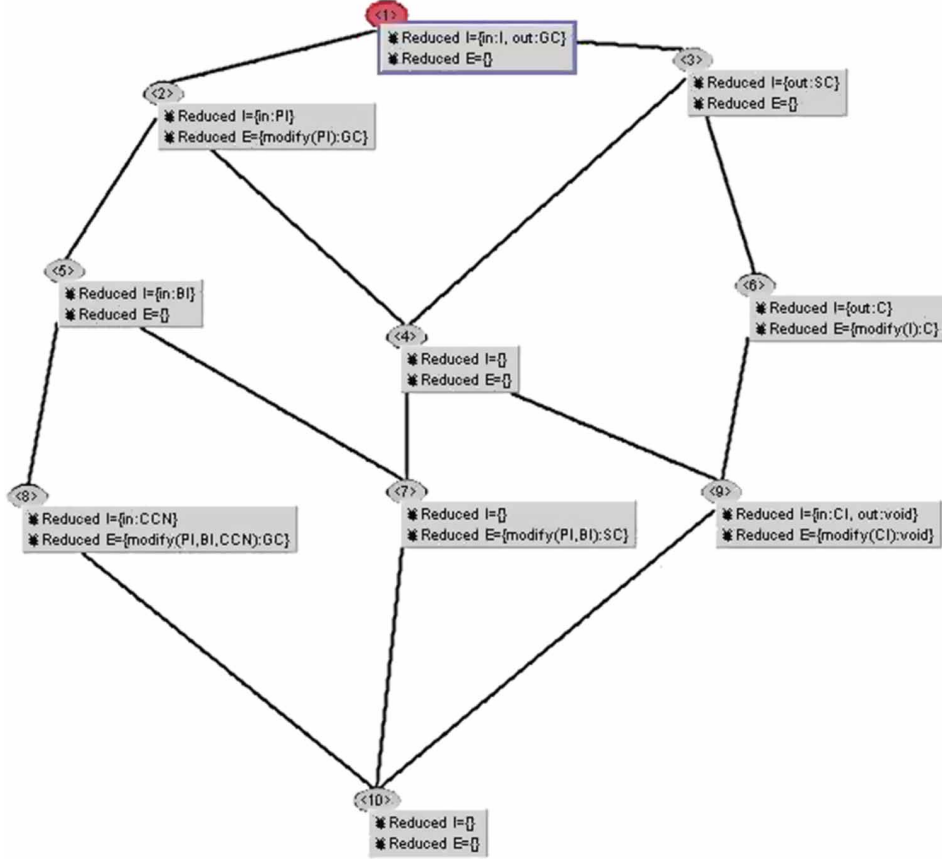 <1>
Reduced I={in:I, out:GC}
Reduced E={}
<3>
Reduced I={out:SC}
Reduced E={}
<2>
Reduced I={in:PI}
Reduced E={modify(PI):GC}
<5>
Reduced I={in:BI}
Reduced E={}
<6>
Reduced I={out:C}
Reduced E={modify(I):C}
<4>
Reduced I={}
Reduced E={}
<8>
Reduced I={in:CCN}
Reduced E={modify(PI,BI,CCN):GC}
<7>
Reduced I={}
Reduced E={modify(PI,BI):SC}
<9>
Reduced I={in:CI, out:void}
Reduced E={modify(CI):void}
<10>
Reduced I={}
Reduced E={}